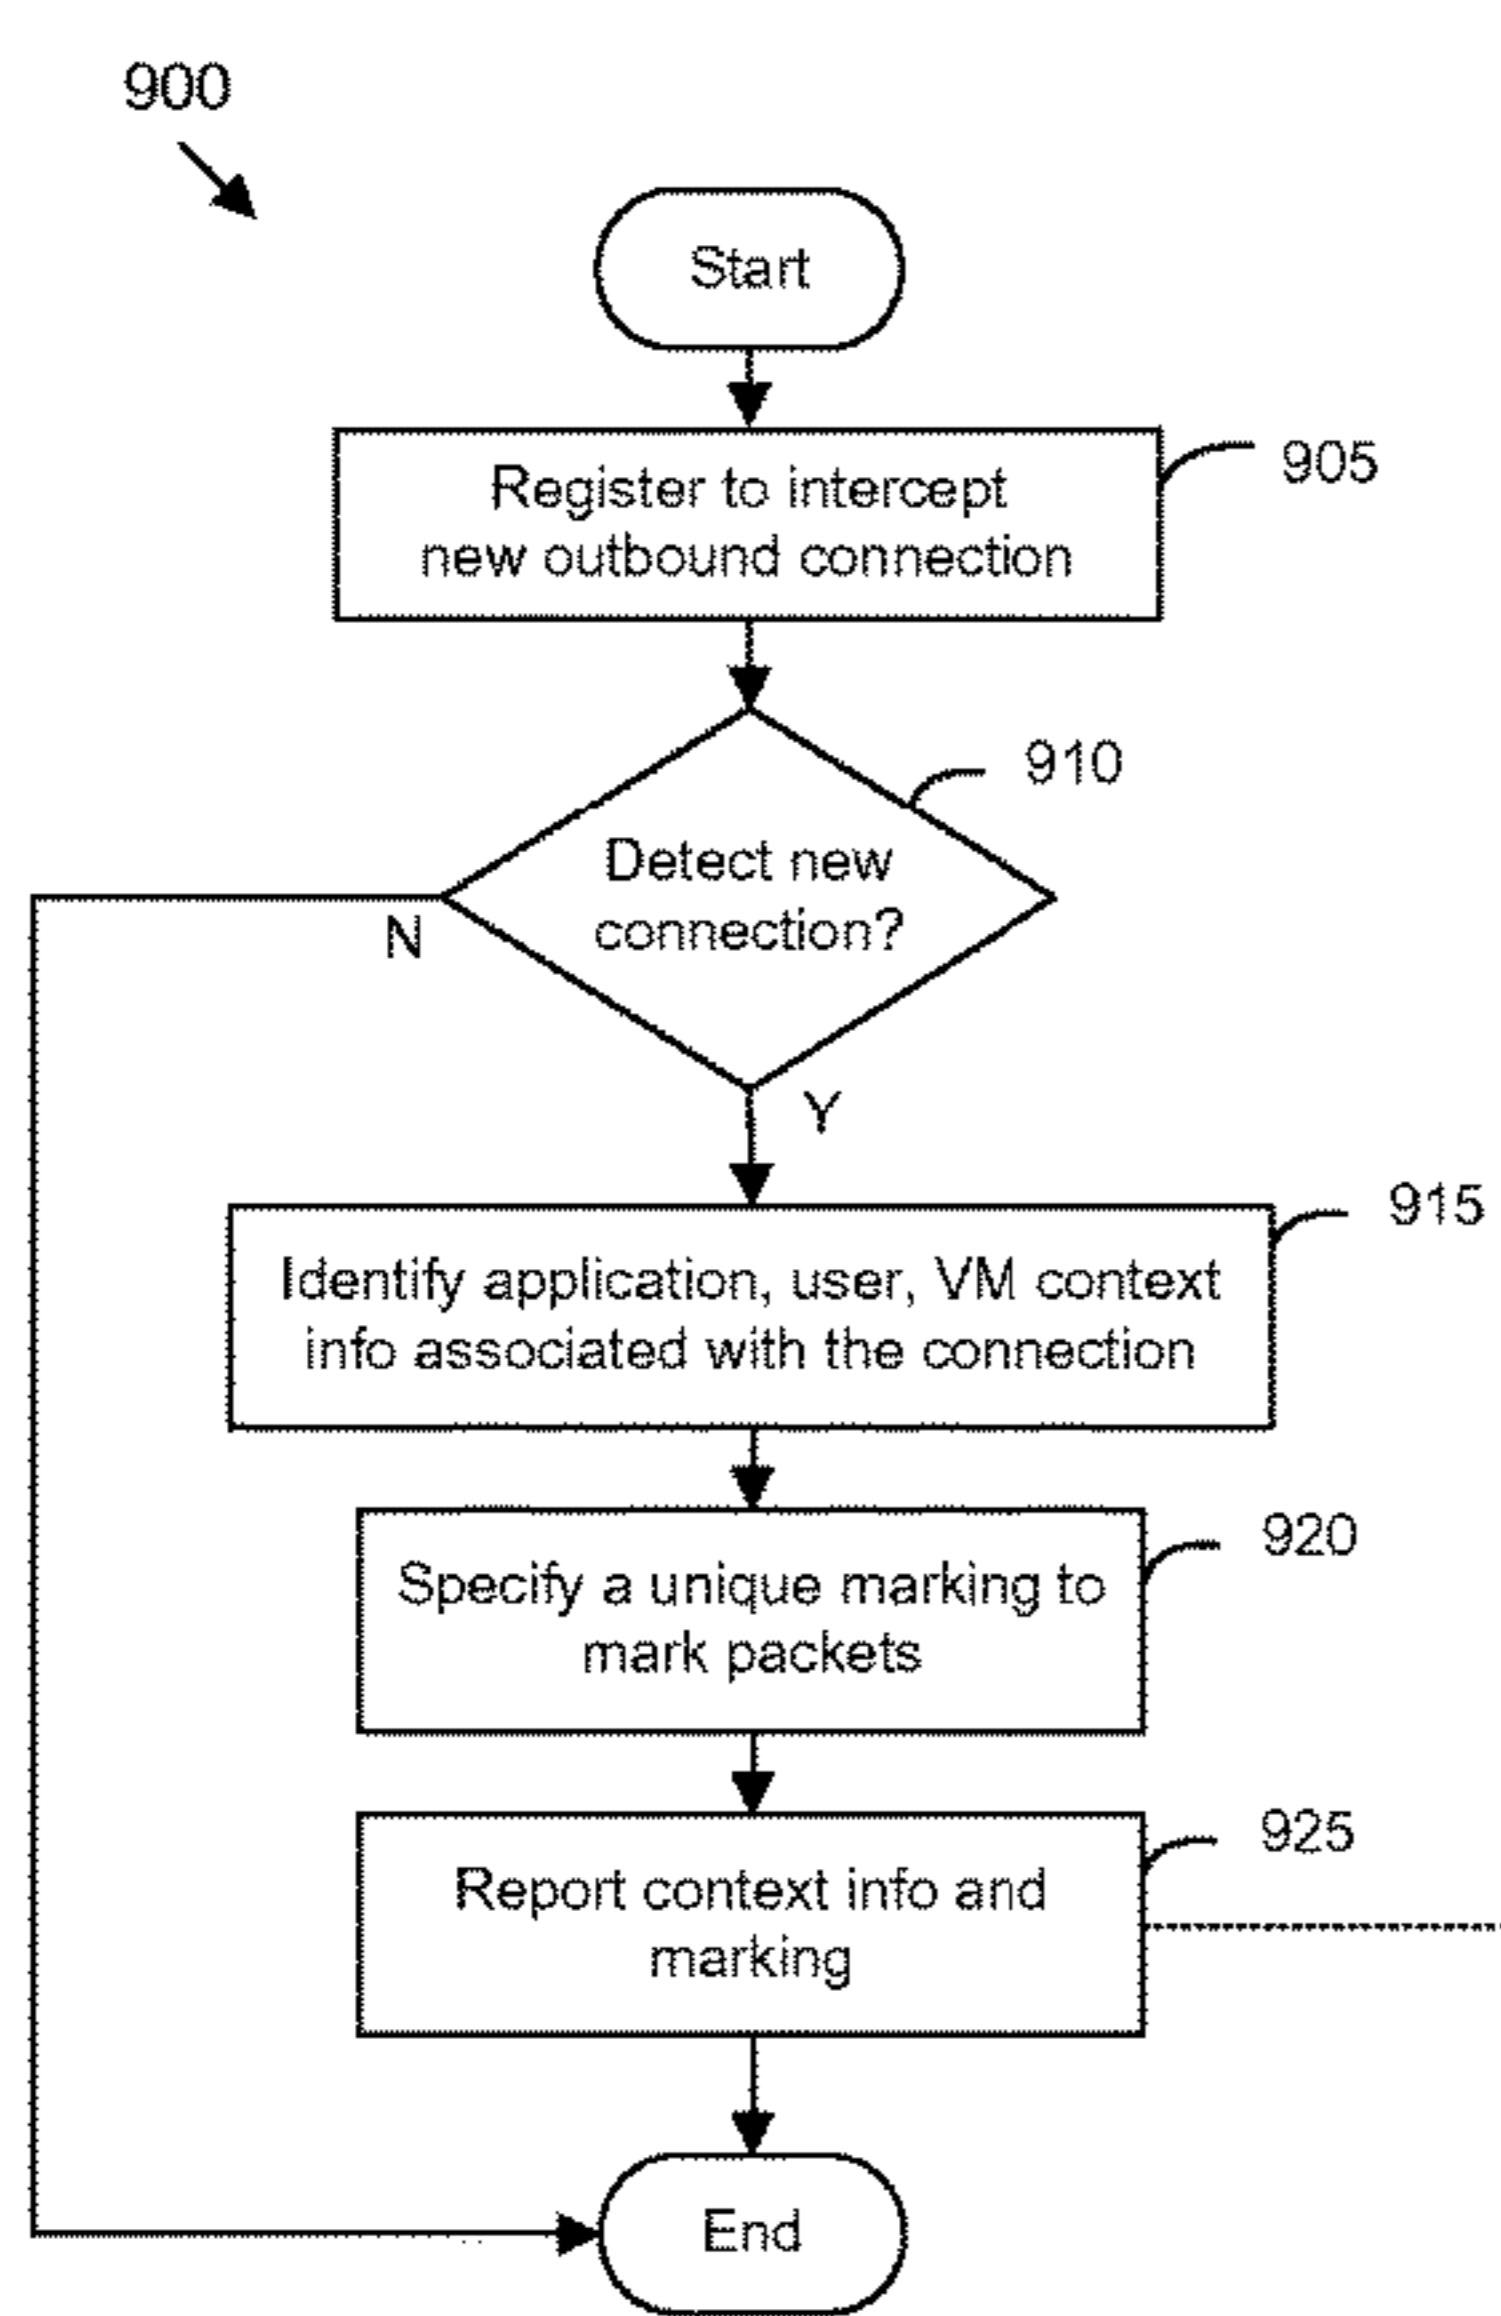 900
Start
Register to intercept
new outbound connection
905
Detect new
connection?
910
N
Y
Identify application, user, VM context
info associated with the connection
915
Specify a unique marking to
mark packets
920
Report context info and
marking
925
End